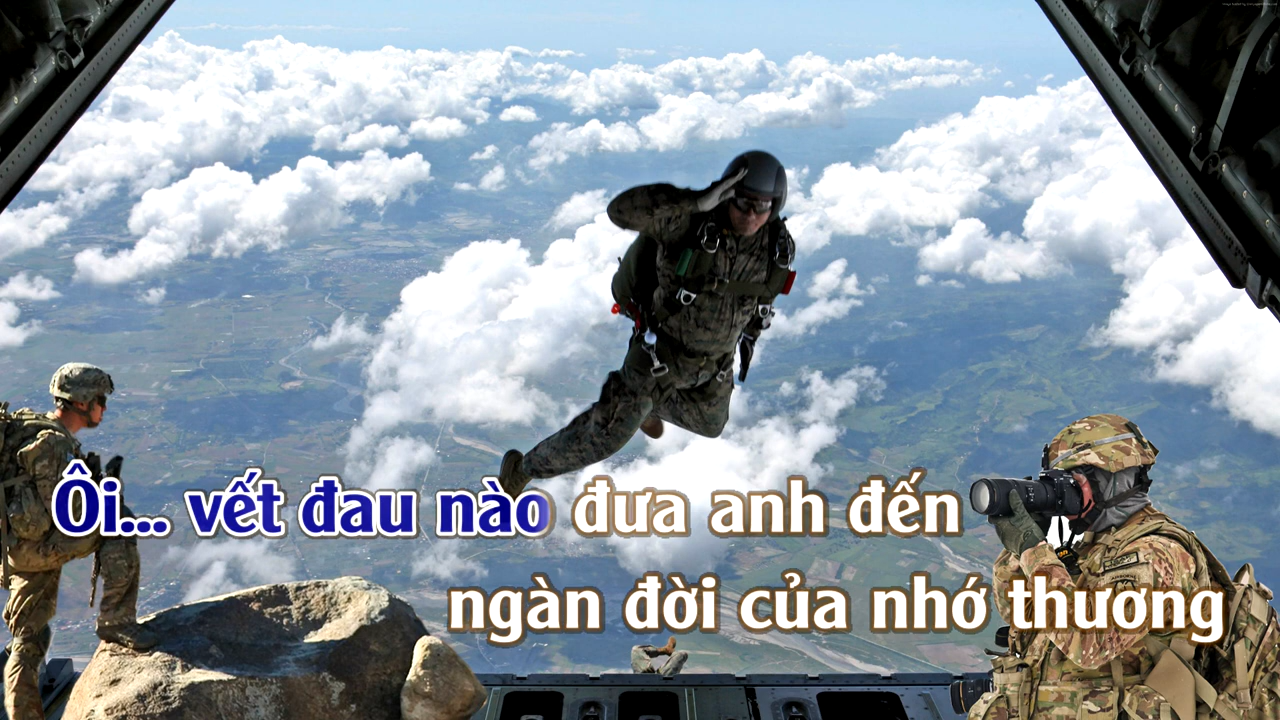 Ôi... vết đau nào đưa anh đến
ngàn đời của nhớ thương